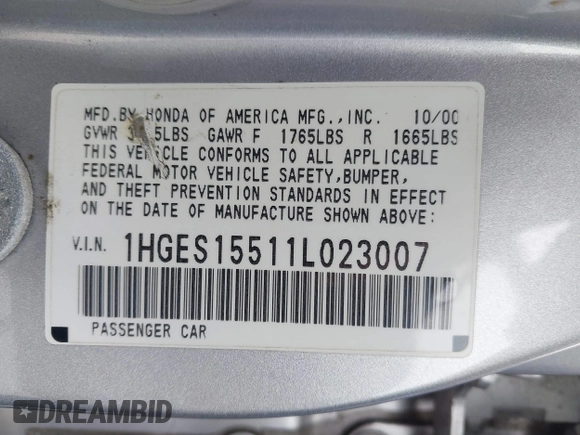 MFD. BY HONDA OF AMERICA MFG., INC. 10/00
GVWR LBS GAWR F 1765LBS R 1665LBS
THIS VEHICLE CONFORMS TO ALL APPLICABLE
FEDERAL MOTOR VEHICLE SAFETY, BUMPER,
AND THEFT PREVENTION STANDARDS IN EFFECT
ON THE DATE OF MANUFACTURE SHOWN ABOVE:
V.I.N. 1HGES15511L023007
PASSENGER CAR
DREAMBID